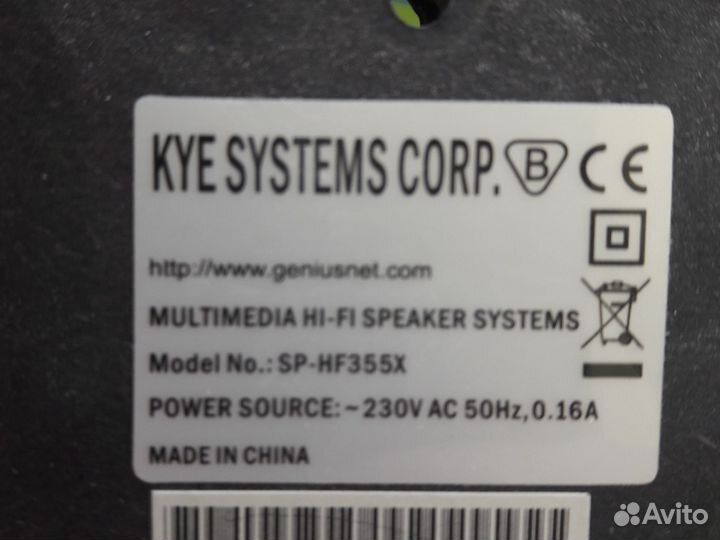 KYE SYSTEMS CORP. B CE
http://www.geniusnet.com
MULTIMEDIA HI-FI SPEAKER SYSTEMS
Model No.: SP-HF355X
POWER SOURCE: ~230V AC 50Hz, 0.16A
MADE IN CHINA
Avito